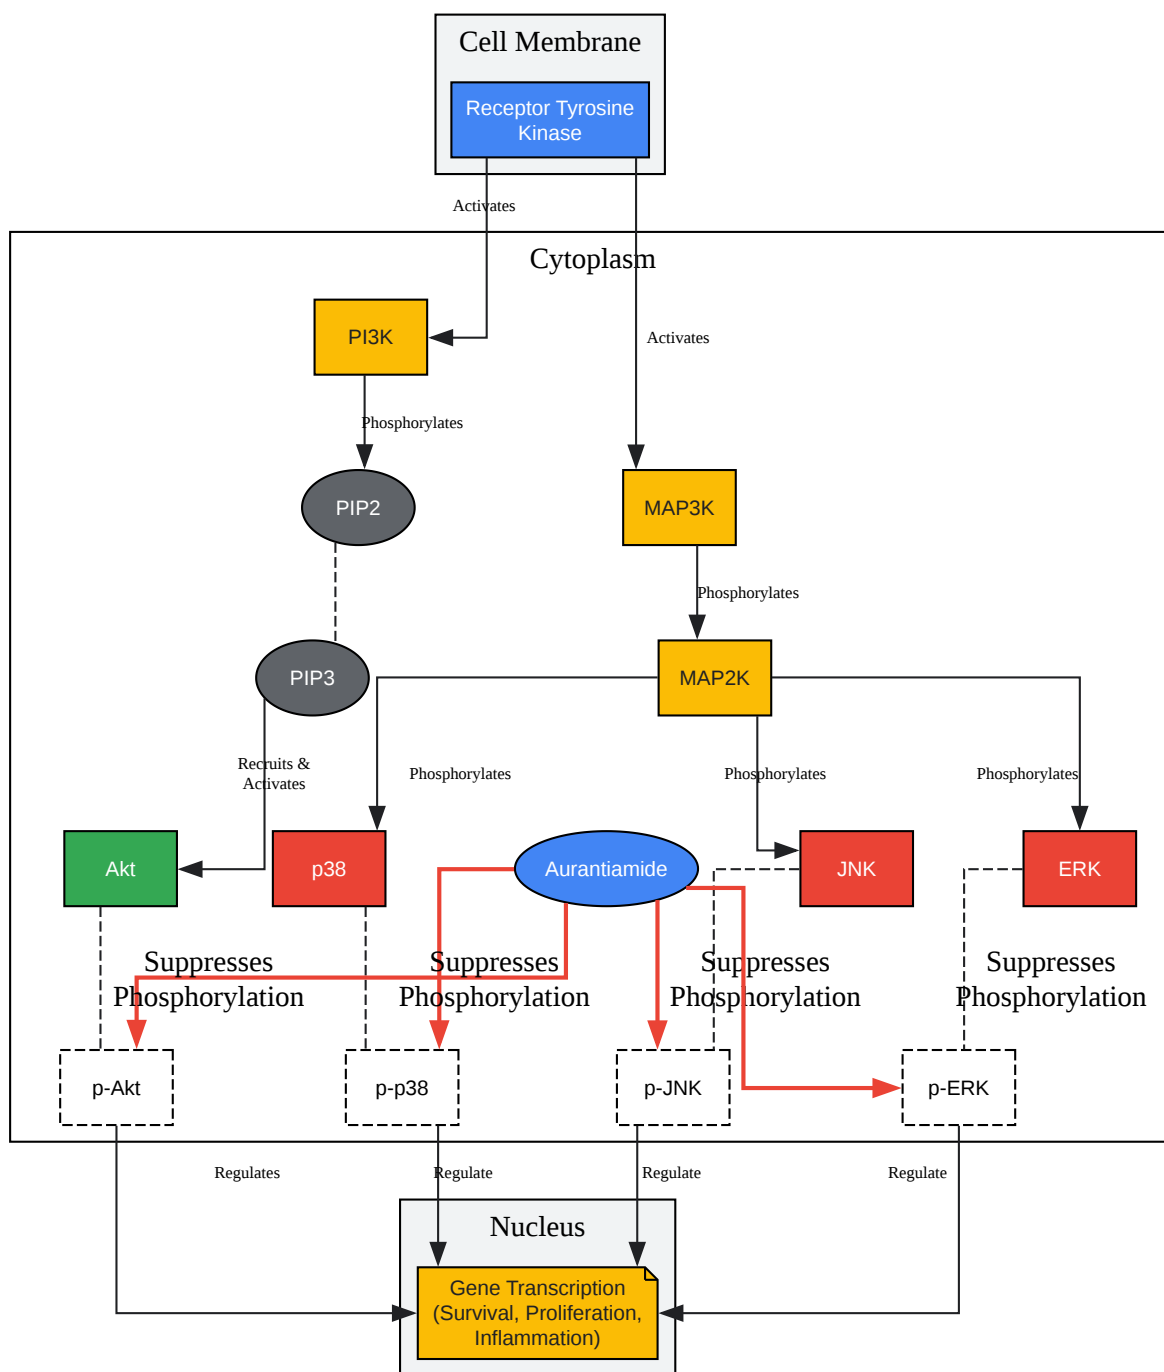 Cell Membrane
Receptor Tyrosine
Kinase
Activates
Cytoplasm
PI3K
Activates
Phosphorylates
PIP2
MAP3K
Phosphorylates
PIP3
MAP2K
Recruits &
Activates
Phosphorylates
Phosphorylates
Phosphorylates
Akt
p38
Aurantiamide
JNK
ERK
Suppresses
Phosphorylation
Suppresses
Phosphorylation
Suppresses
Phosphorylation
Suppresses
Phosphorylation
p-Akt
p-p38
p-JNK
p-ERK
Regulates
Regulate
Regulate
Regulate
Nucleus
Gene Transcription
(Survival, Proliferation,
Inflammation)